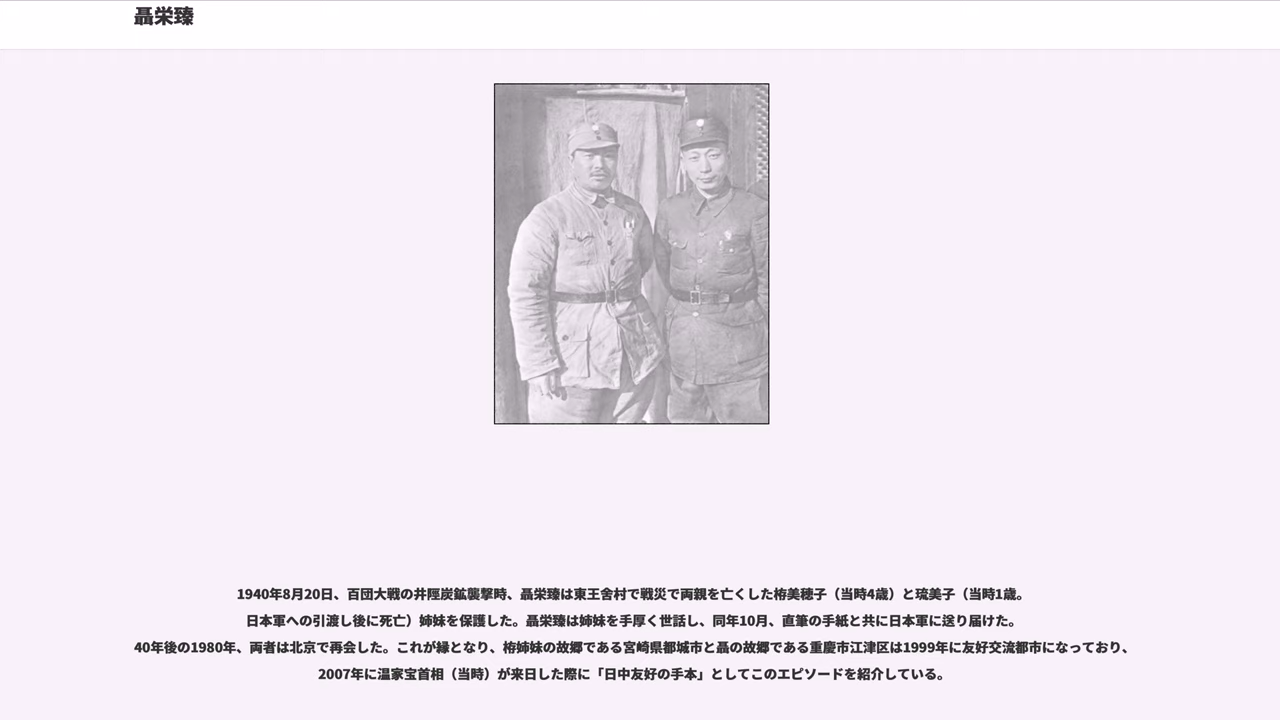 聶栄臻
1940年8月20日、百団大戦の井陘炭鉱襲撃時、聶栄臻は東王舎村で戦災で両親を亡くした栫美穂子（当時4歳）と琉美子（当時1歳。
日本軍への引渡し後に死亡）姉妹を保護した。聶栄臻は姉妹を手厚く世話し、同年10月、直筆の手紙と共に日本軍に送り届けた。
40年後の1980年、両者は北京で再会した。これが縁となり、栫姉妹の故郷である宮崎県都城市と聶の故郷である重慶市江津区は1999年に友好交流都市になっており、
2007年に温家宝首相（当時）が来日した際に「日中友好の手本」としてこのエピソードを紹介している。